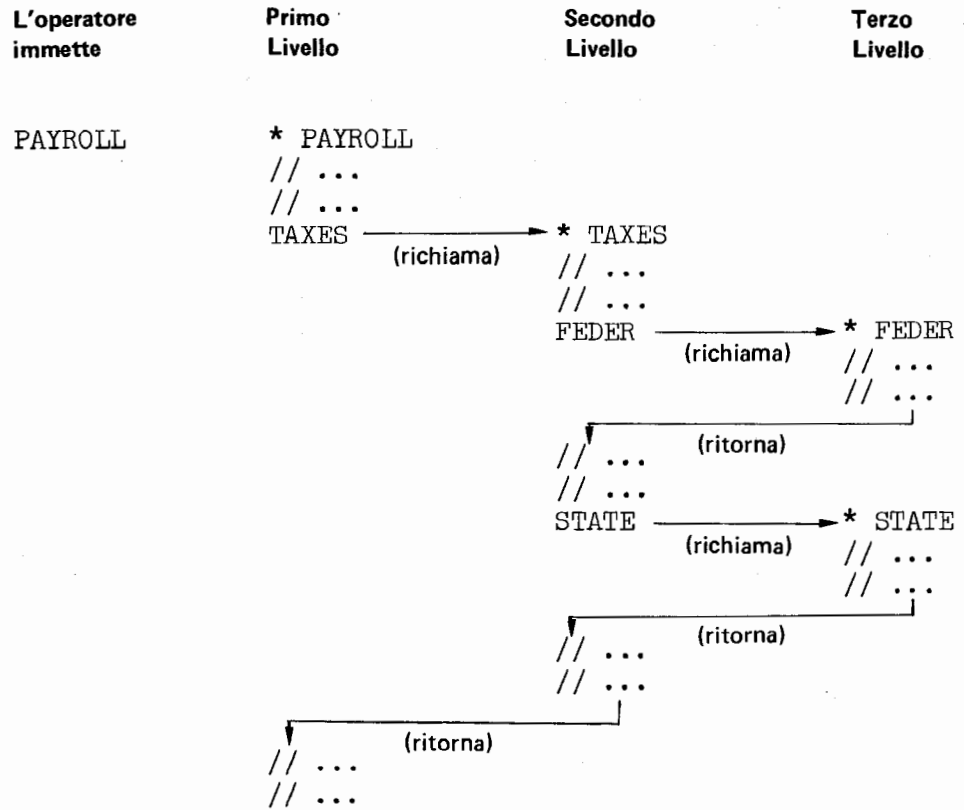 L'operatore immette
Primo Livello
Secondo Livello
Terzo Livello
PAYROLL
* PAYROLL
// ...
// ...
TAXES
(richiama)
* TAXES
// ...
// ...
FEDER
(richiama)
* FEDER
// ...
// ...
(ritorna)
// ...
// ...
STATE
(richiama)
* STATE
// ...
// ...
(ritorna)
// ...
// ...
(ritorna)
// ...
// ...